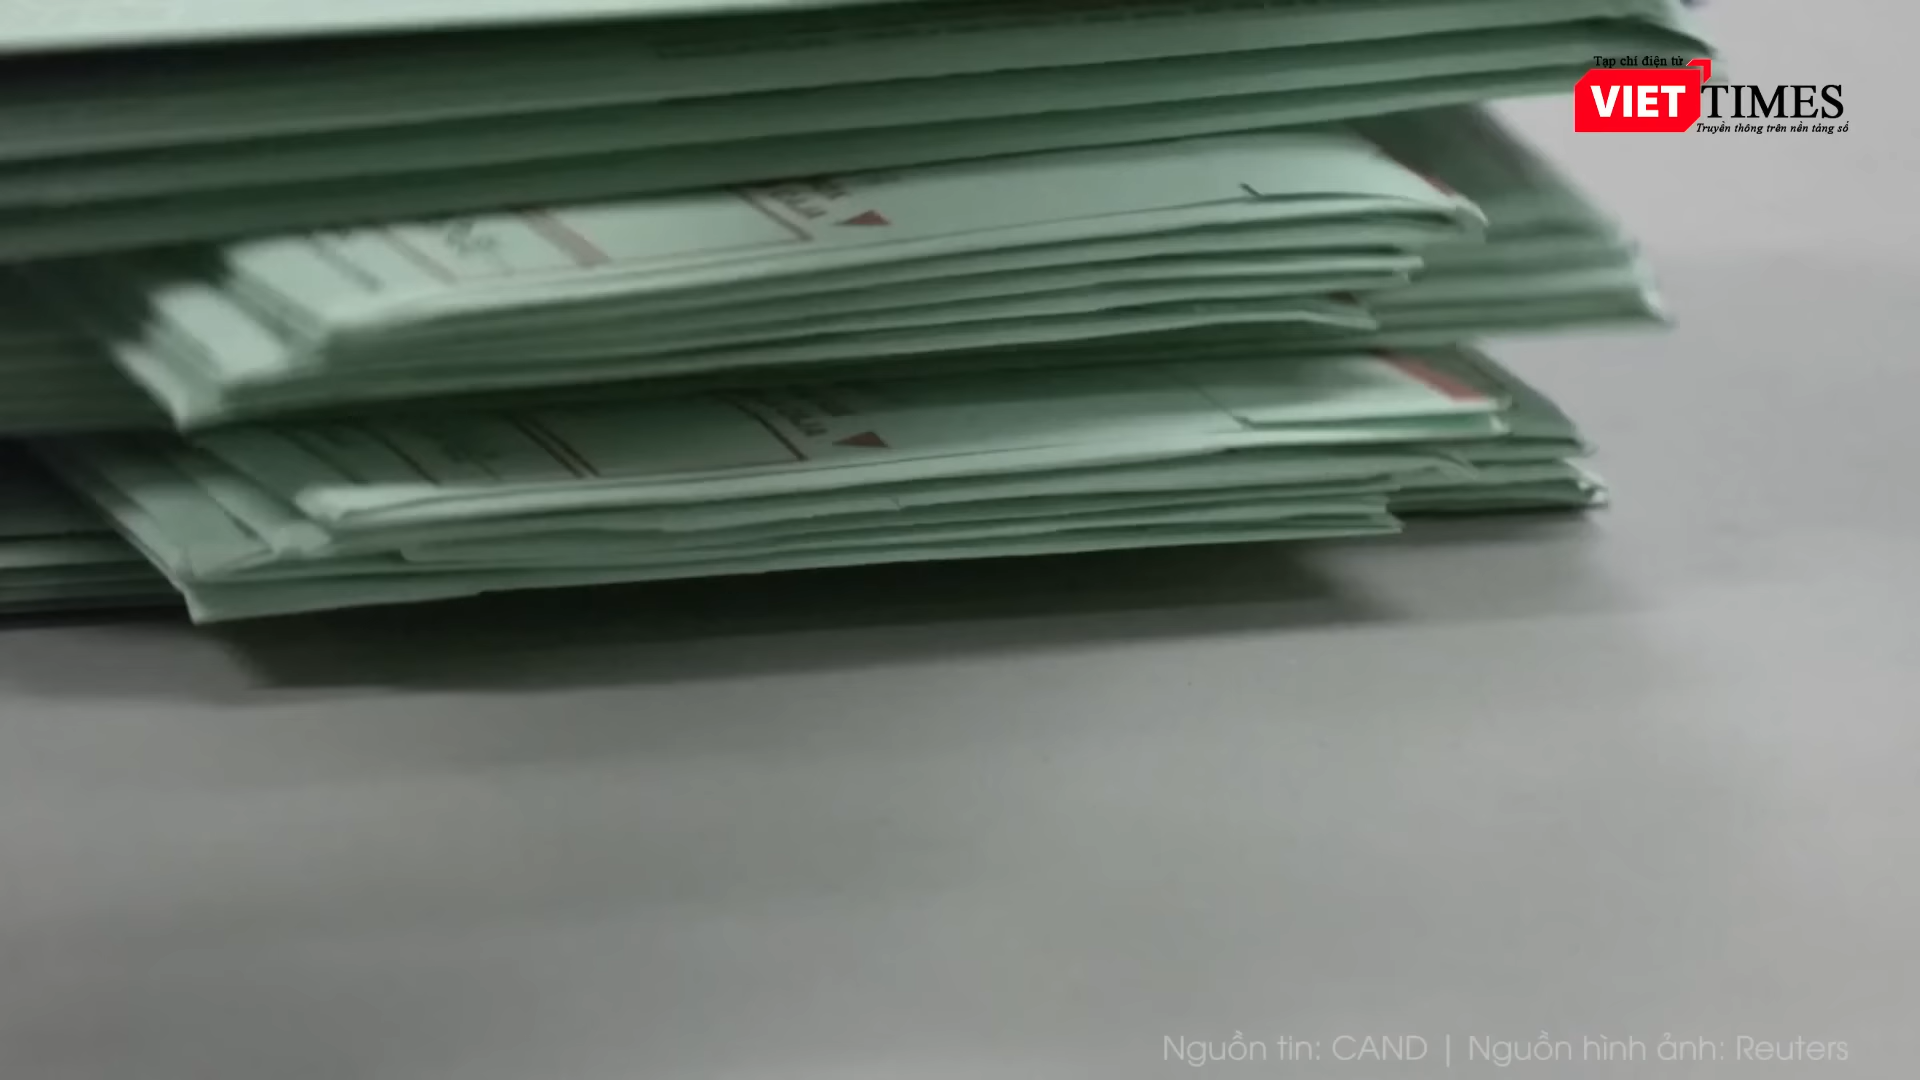 Tạp chí điện tử
VIETTIMES
Truyền thông trên nền tảng số
Nguồn tin: CAND | Nguồn hình ảnh: Reuters